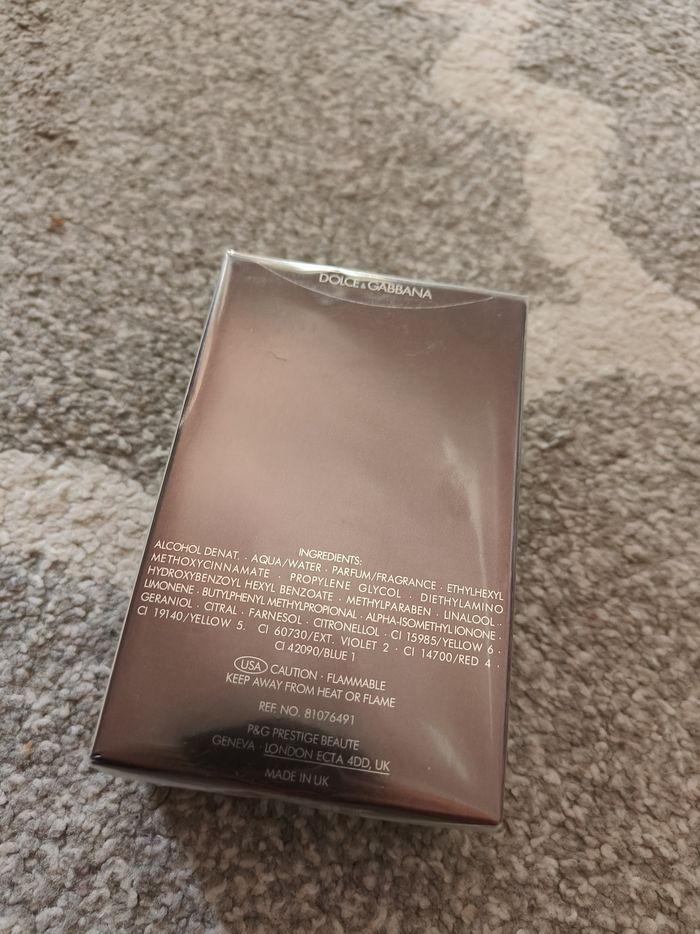 DOLCE & GABBANA
INGREDIENTS:
ALCOHOL DENAT. · AQUA/WATER · PARFUM/FRAGRANCE · ETHYLHEXYL
METHOXYCINNAMATE · PROPYLENE GLYCOL · DIETHYLAMINO
HYDROXYBENZOYL HEXYL BENZOATE · METHYLPARABEN · LINALOOL ·
LIMONENE · BUTYLPHENYL METHYLPROPIONAL · ALPHA-ISOMETHYL IONONE ·
GERANIOL · CITRAL · FARNESOL · CITRONELLOL · CI 15985/YELLOW 6 ·
CI 19140/YELLOW 5. CI 60730/EXT. VIOLET 2 · CI 14700/RED 4 ·
CI 42090/BLUE 1
USA CAUTION · FLAMMABLE
KEEP AWAY FROM HEAT OR FLAME
REF. NO. 81076491
P&G PRESTIGE BEAUTE
GENEVA · LONDON ECTA 4DD, UK
MADE IN UK